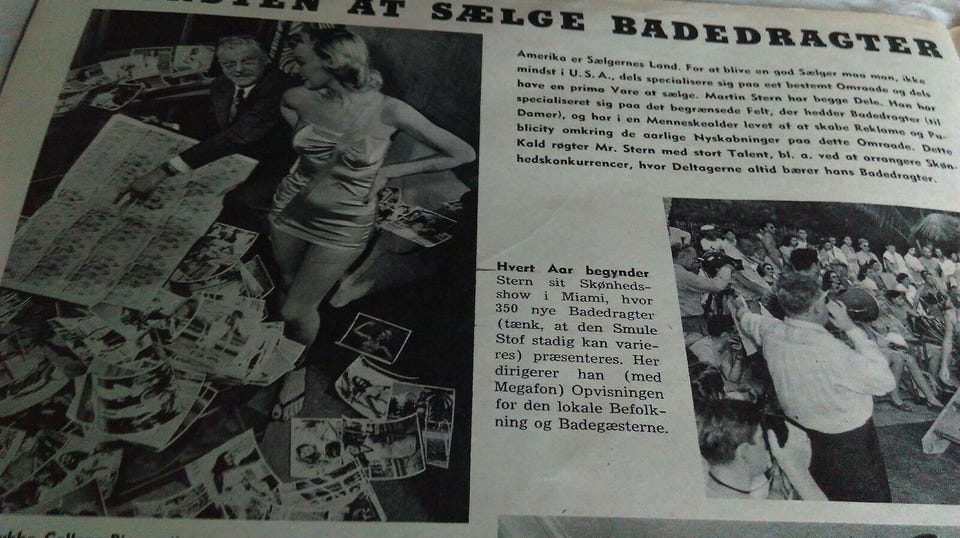 AT SÆLGE BADEDRAGTER
Amerika er Sælgernes Land. For at blive en god Sælger maa man, ikke
mindst i U. S. A., dels specialisere sig paa eet bestemt Omraade og dels
have en prima Vare at sælge. Martin Stern har begge Dele. Han har
specialiseret sig paa det begrænsede Felt, der hedder Badedragter (til
Damer), og har i en Menneskealder levet af at skabe Reklame og Pu-
blicity omkring de aarlige Nyskabninger paa dette Omraade. Dette
Kald røgter Mr. Stern med stort Talent, bl. a. ved at arrangere Skøn-
hedskonkurrencer, hvor Deltagerne altid bærer hans Badedragter.
Hvert Aar begynder
Stern sit Skønheds-
show i Miami, hvor
350 nye Badedragter
(tænk, at den Smule
Stof stadig kan varie-
res) præsenteres. Her
dirigerer han (med
Megafon) Opvisningen
for den lokale Befolk-
ning og Badegæsterne.